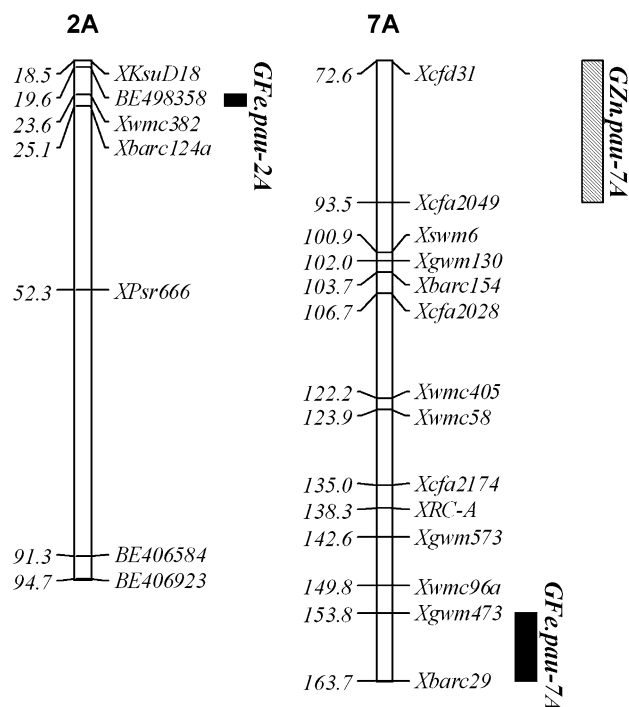 2A
18.5 XKsuD18
19.6 BE498358
23.6 Xwmc382
25.1 Xbarc124a
52.3 XPsr666
91.3 BE406584
94.7 BE406923
GFe.pau-2A
7A
72.6 Xcfd31
93.5 Xcfa2049
100.9 Xswm6
102.0 Xgwm130
103.7 Xbarc154
106.7 Xcfa2028
122.2 Xwmc405
123.9 Xwmc58
135.0 Xcfa2174
138.3 XRC-A
142.6 Xgwm573
149.8 Xwmc96a
153.8 Xgwm473
163.7 Xbarc29
GZn.pau-7A
GFe.pau-7A